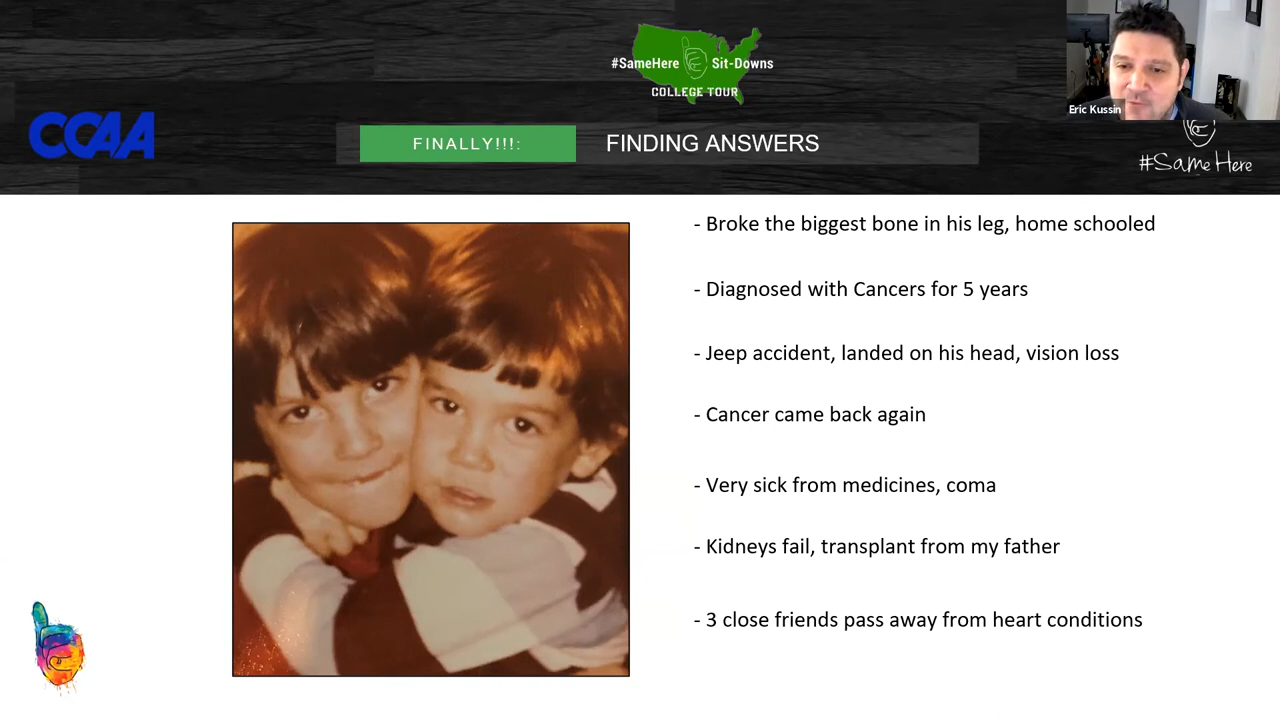 #SameHere Sit-Downs
COLLEGE TOUR
Eric Kussin
CCAA
FINALLY!!!: FINDING ANSWERS
#SameHere
- Broke the biggest bone in his leg, home schooled
- Diagnosed with Cancers for 5 years
- Jeep accident, landed on his head, vision loss
- Cancer came back again
- Very sick from medicines, coma
- Kidneys fail, transplant from my father
- 3 close friends pass away from heart conditions